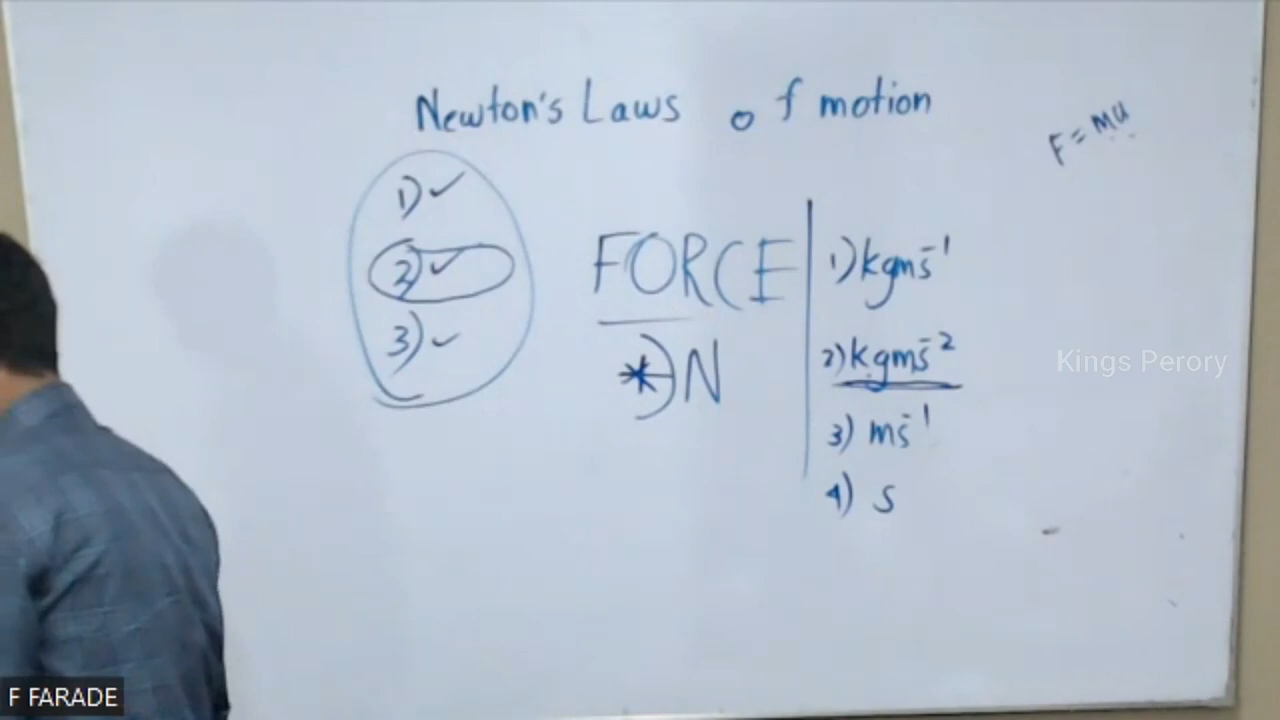 Newton's Laws of motion
F = ma
1) ✓
2) ✓
3) ✓
FORCE
*) N
1) kgms⁻¹
2) kgms⁻²
3) ms⁻¹
4) s
Kings Perory
F FARADE